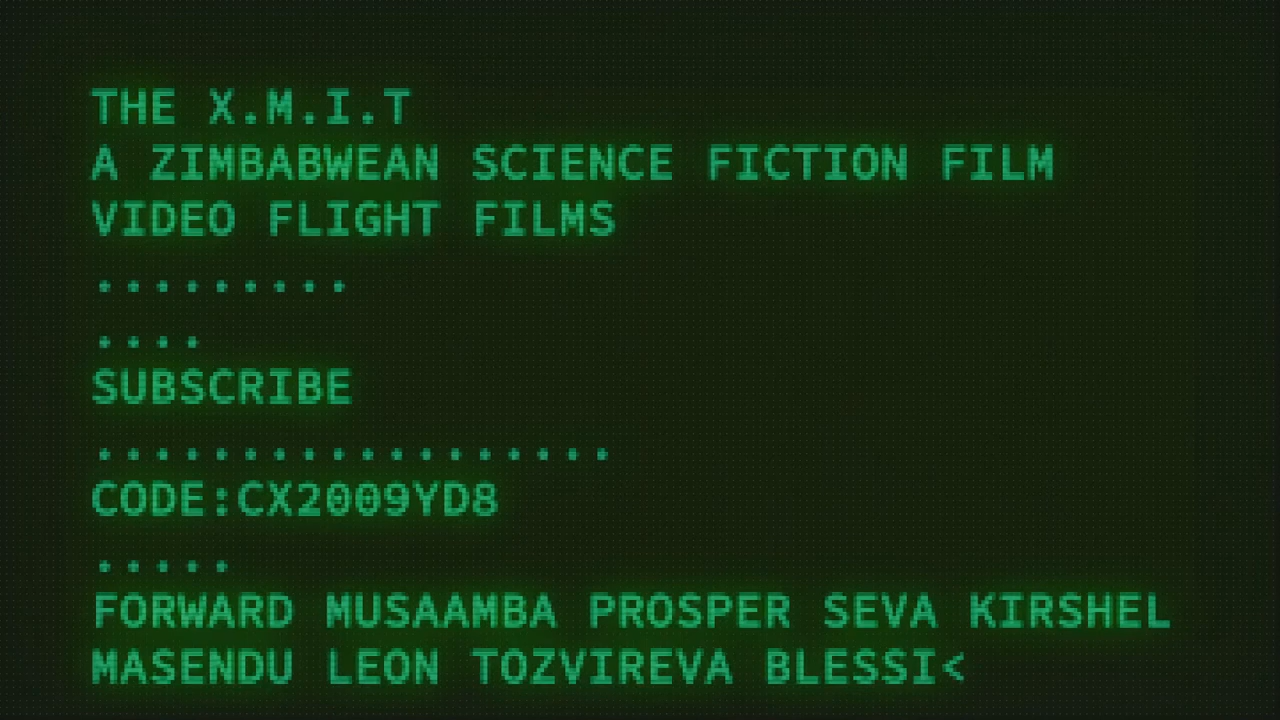 THE X.M.I.T
A ZIMBABWEAN SCIENCE FICTION FILM
VIDEO FLIGHT FILMS
.........
....
SUBSCRIBE
..................
CODE:CX2009YD8
.....
FORWARD MUSAAMBA PROSPER SEVA KIRSHEL
MASENDU LEON TOZVIREVA BLESSI<